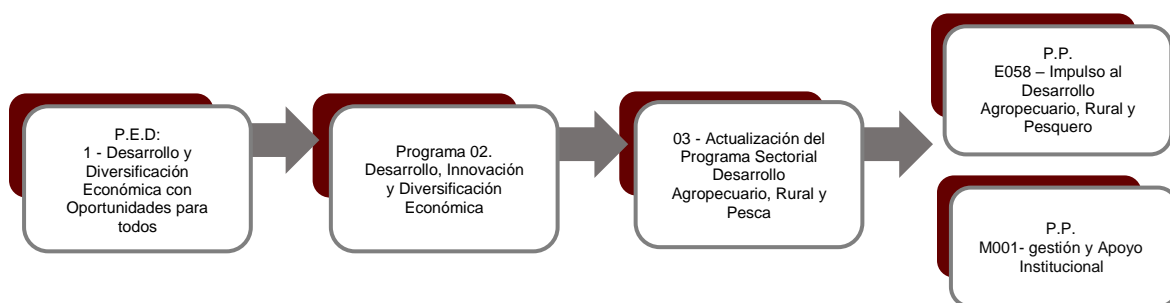 P.E.D:
1 - Desarrollo y
Diversificación
Económica con
Oportunidades para
todos
Programa 02.
Desarrollo, Innovación
y Diversificación
Económica
03 - Actualización del
Programa Sectorial
Desarrollo
Agropecuario, Rural y
Pesca
P.P.
E058 – Impulso al
Desarrollo
Agropecuario, Rural y
Pesquero
P.P.
M001- gestión y Apoyo
Institucional